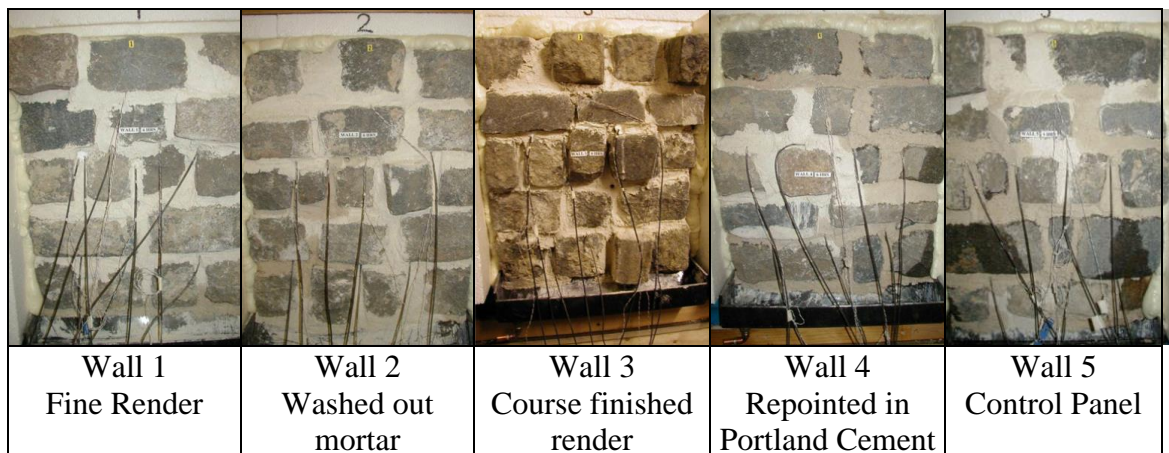 2
Wall 1
Fine Render
Wall 2
Washed out
mortar
Wall 3
Course finished
render
Wall 4
Repointed in
Portland Cement
Wall 5
Control Panel